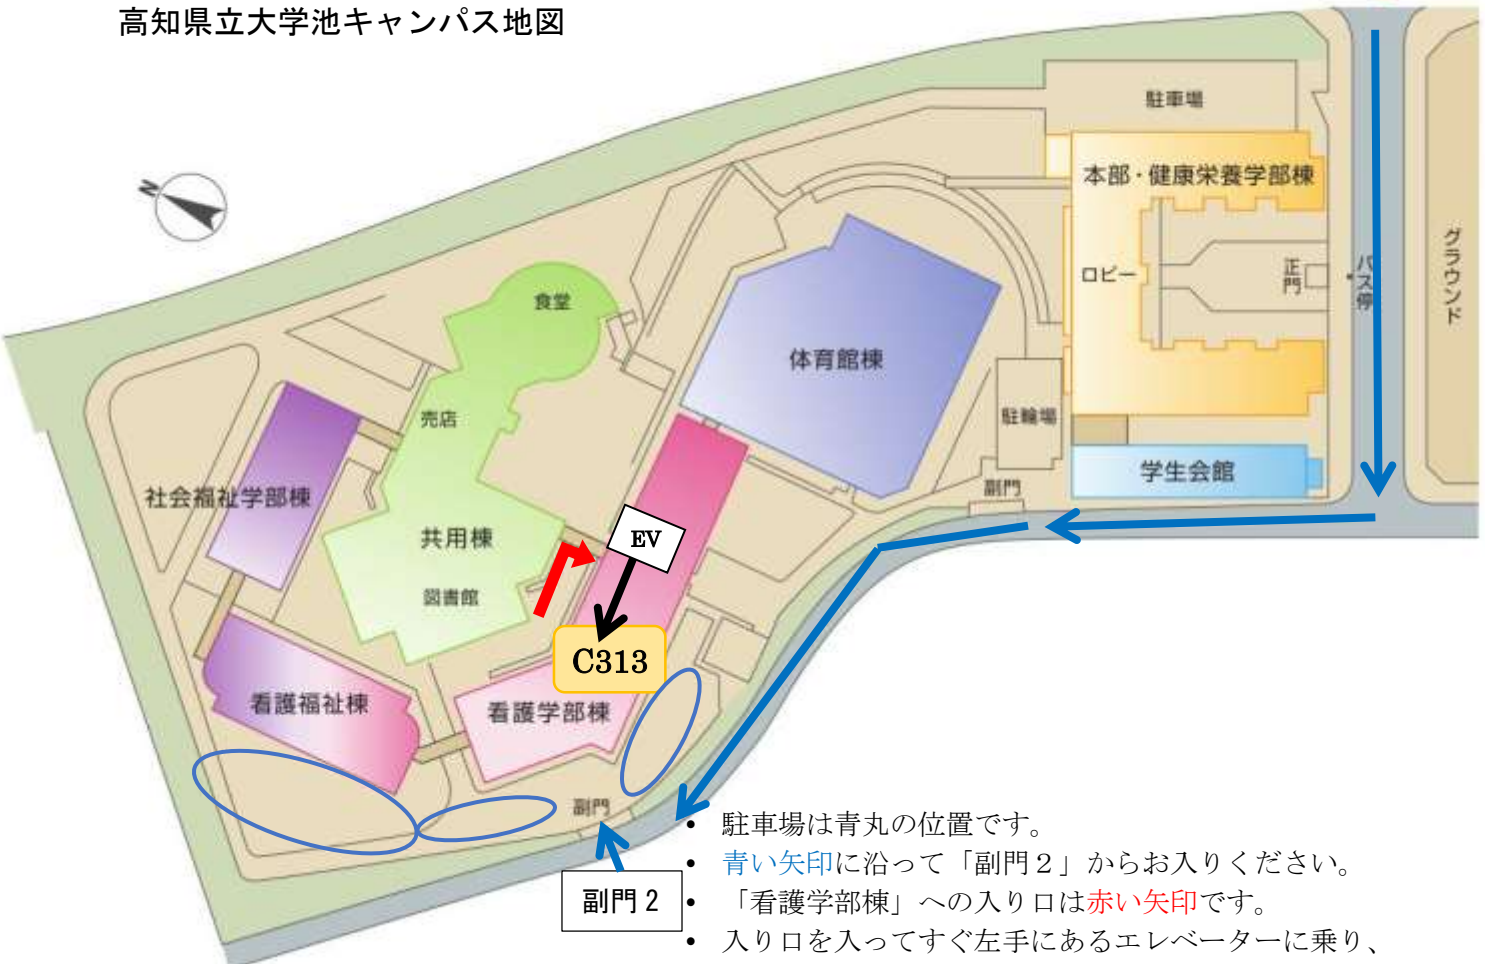 高知県立大学池キャンパス地図
N
駐車場
本部・健康栄養学部棟
グラウンド
正門
バス停
ロビー
食堂
体育館棟
売店
駐輪場
学生会館
副門
社会福祉学部棟
共用棟
EV
図書館
C313
看護福祉棟
看護学部棟
副門
副門２
• 駐車場は青丸の位置です。
• 青い矢印に沿って「副門２」からお入りください。
• 「看護学部棟」への入り口は赤い矢印です。
• 入り口を入ってすぐ左手にあるエレベーターに乗り、